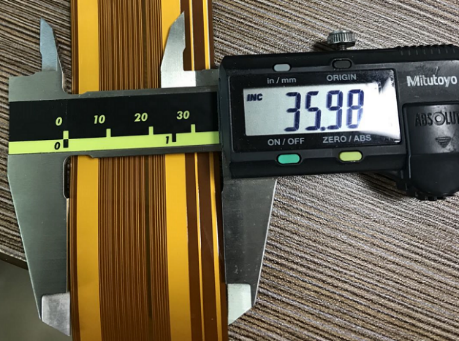 in / mm ORIGIN
Mitutoyo
INC 35.98
ABSOLU
ON / OFF ZERO / ABS
0 10 20 30
0 1